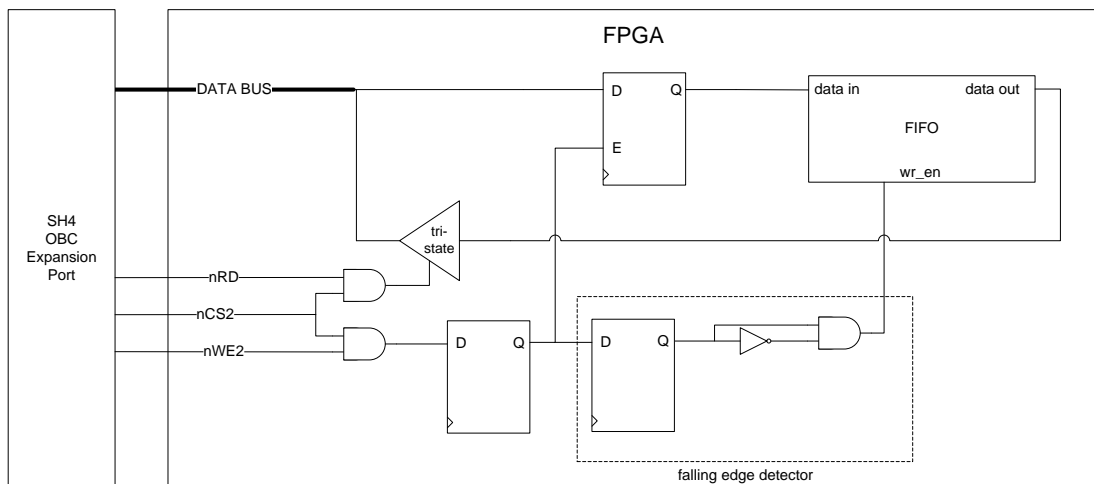 FPGA
DATA BUS
D Q
E
data in data out
FIFO
wr_en
SH4
OBC
Expansion
Port
tri-
state
nRD
nCS2
nWE2
D Q
D Q
falling edge detector